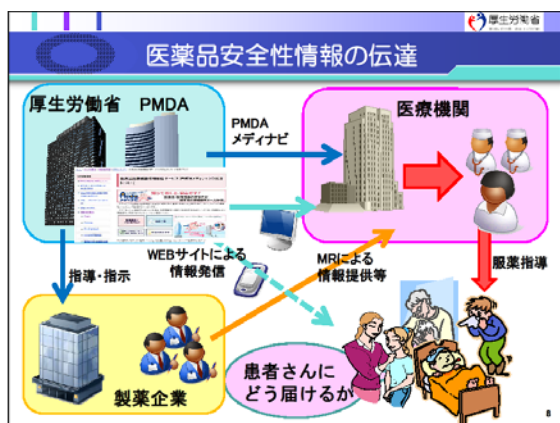 厚生労働省
医薬品安全性情報の伝達
厚生労働省 PMDA
PMDA
メディナビ
医療機関
WEBサイトによる
情報発信
MRによる
情報提供等
指導・指示
服薬指導
製薬企業
患者さんに
どう届けるか
8